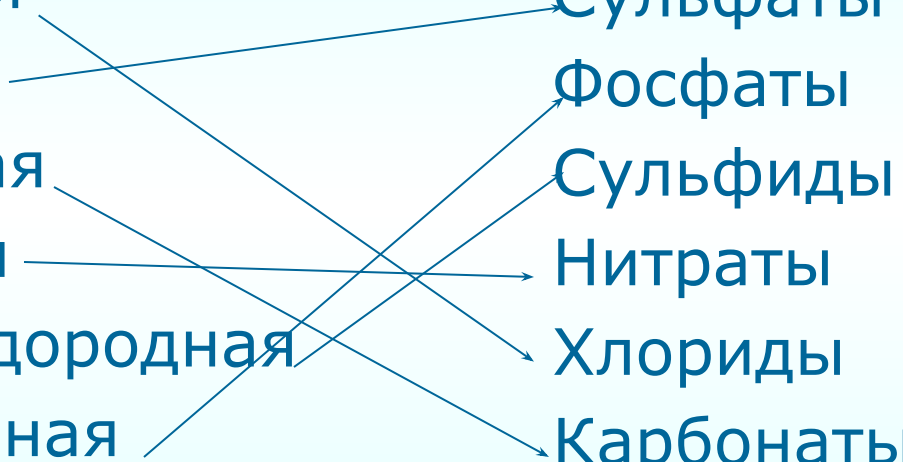 Сульфаты
Фосфаты
ая Сульфиды
Нитраты
дородная Хлориды
ная Карбонаты